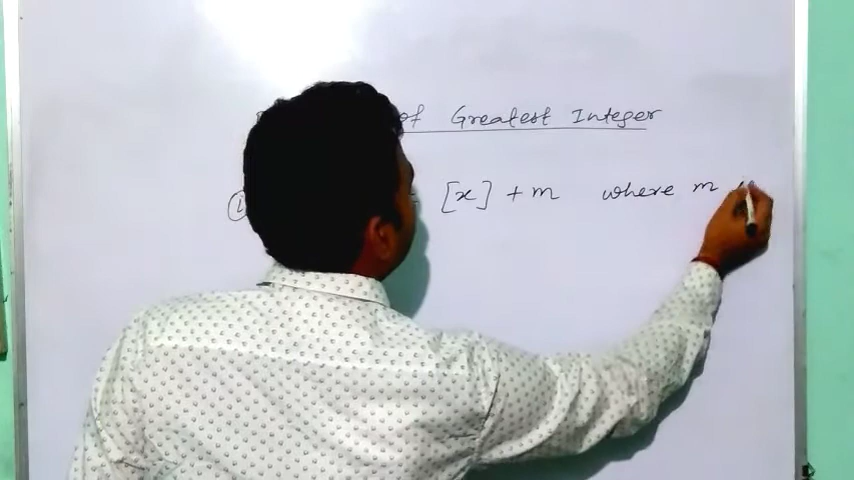 of Greatest Integer
(i) = [x] + m where m